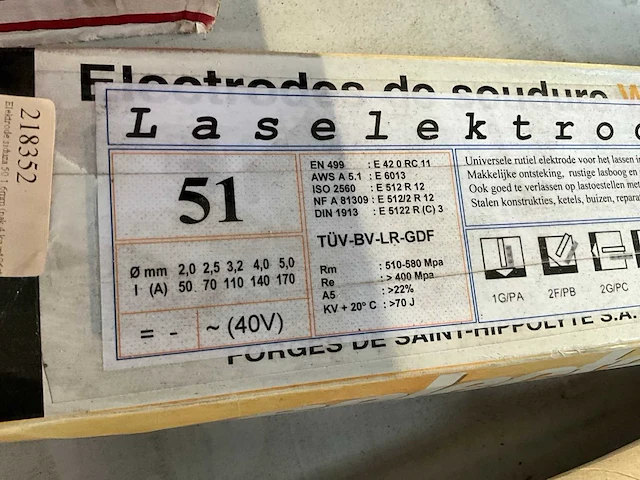 Electrodes de soudure
Laselektro
218352
51
Ø mm 2,0 2,5 3,2 4,0 5,0
I (A) 50 70 110 140 170
= - ~ (40V)
EN 499 : E 42 0 RC 11
AWS A 5.1 : E 6013
ISO 2560 : E 512 R 12
NF A 81309 : E 512/2 R 12
DIN 1913 : E 5122 R (C) 3
TÜV-BV-LR-GDF
Rm : 510-580 Mpa
Re : > 400 Mpa
A5 : >22%
KV + 20° C : >70 J
Universele rutiel elektrode voor het lassen
Makkelijke ontsteking, rustige lasboog en
Ook goed te verlassen op lastoestellen met
Stalen konstrukties, ketels, buizen,
1G/PA 2F/PB 2G/PC
FORGES DE SAINT-HIPPOLYTE S.A.